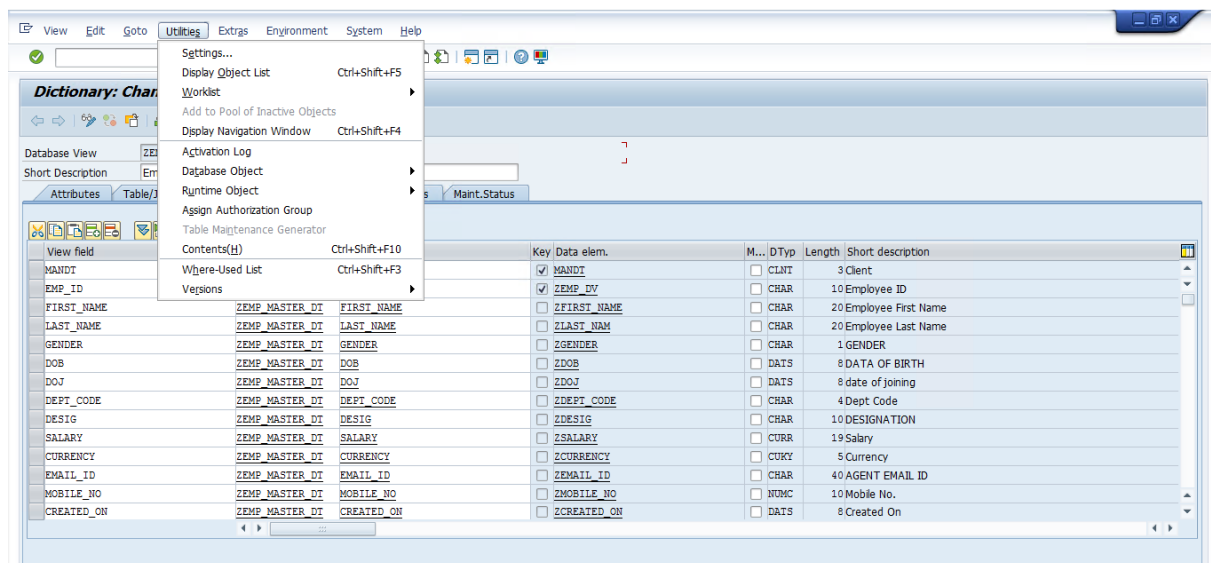 View Edit Goto Utilities Extras Environment System Help
Settings...
Display Object List Ctrl+Shift+F5
Dictionary: Chan
Worklist
Add to Pool of Inactive Objects
Display Navigation Window Ctrl+Shift+F4
Database View ZE
Activation Log
Short Description Em
Database Object
Attributes Table/J
Runtime Object
s Maint.Status
Assign Authorization Group
Table Maintenance Generator
Contents(H) Ctrl+Shift+F10
View field Key Data elem. M... DTyp Length Short description
Where-Used List Ctrl+Shift+F3
MANDT MANDT CLNT 3 Client
Versions
EMP_ID ZEMP_DV CHAR 10 Employee ID
FIRST_NAME ZEMP_MASTER_DT FIRST_NAME ZFIRST_NAME CHAR 20 Employee First Name
LAST_NAME ZEMP_MASTER_DT LAST_NAME ZLAST_NAM CHAR 20 Employee Last Name
GENDER ZEMP_MASTER_DT GENDER ZGENDER CHAR 1 GENDER
DOB ZEMP_MASTER_DT DOB ZDOB DATS 8 DATA OF BIRTH
DOJ ZEMP_MASTER_DT DOJ ZDOJ DATS 8 date of joining
DEPT_CODE ZEMP_MASTER_DT DEPT_CODE ZDEPT_CODE CHAR 4 Dept Code
DESIG ZEMP_MASTER_DT DESIG ZDESIG CHAR 10 DESIGNATION
SALARY ZEMP_MASTER_DT SALARY ZSALARY CURR 19 Salary
CURRENCY ZEMP_MASTER_DT CURRENCY ZCURRENCY CUKY 5 Currency
EMAIL_ID ZEMP_MASTER_DT EMAIL_ID ZEMAIL_ID CHAR 40 AGENT EMAIL ID
MOBILE_NO ZEMP_MASTER_DT MOBILE_NO ZMOBILE_NO NUMC 10 Mobile No.
CREATED_ON ZEMP_MASTER_DT CREATED_ON ZCREATED_ON DATS 8 Created On